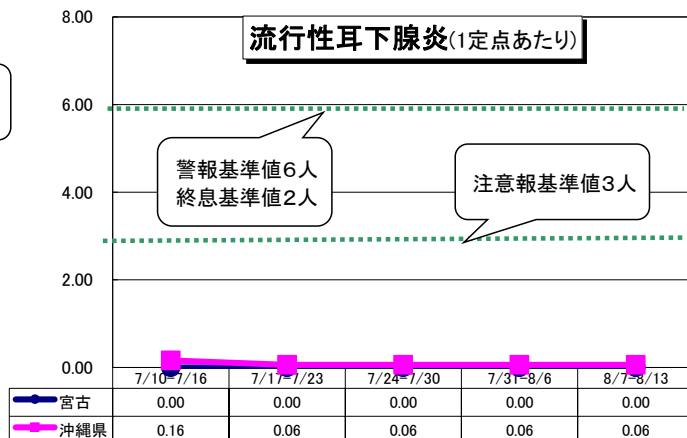 流行性耳下腺炎(1定点あたり)
8.00
6.00
警報基準値6人
終息基準値2人
注意報基準値3人
4.00
2.00
0.00
7/10-7/16 7/17-7/23 7/24-7/30 7/31-8/6 8/7-8/13
宮古 0.00 0.00 0.00 0.00 0.00
沖縄県 0.16 0.06 0.06 0.06 0.06